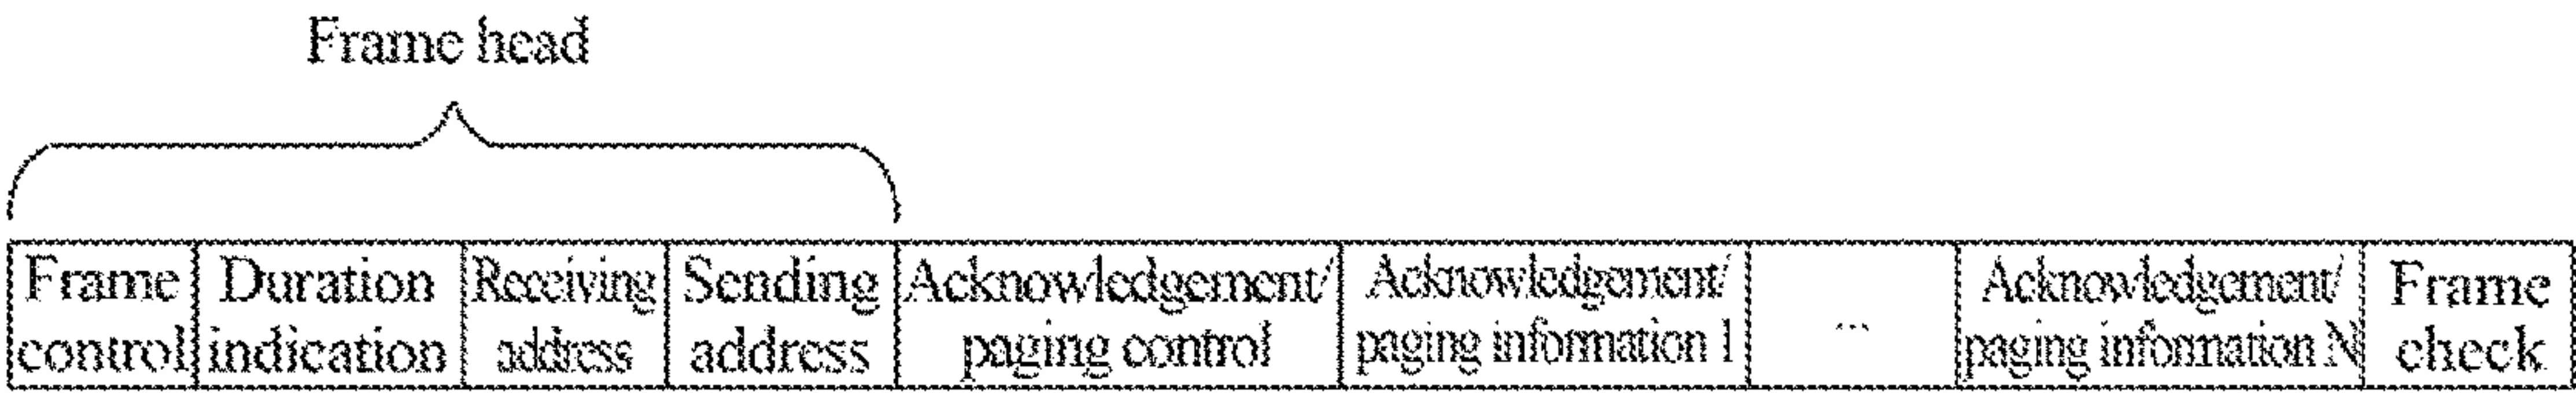 Frame head
Frame control
Duration indication
Receiving address
Sending address
Acknowledgement/ paging control
Acknowledgement/ paging information 1
...
Acknowledgement/ paging information N
Frame check